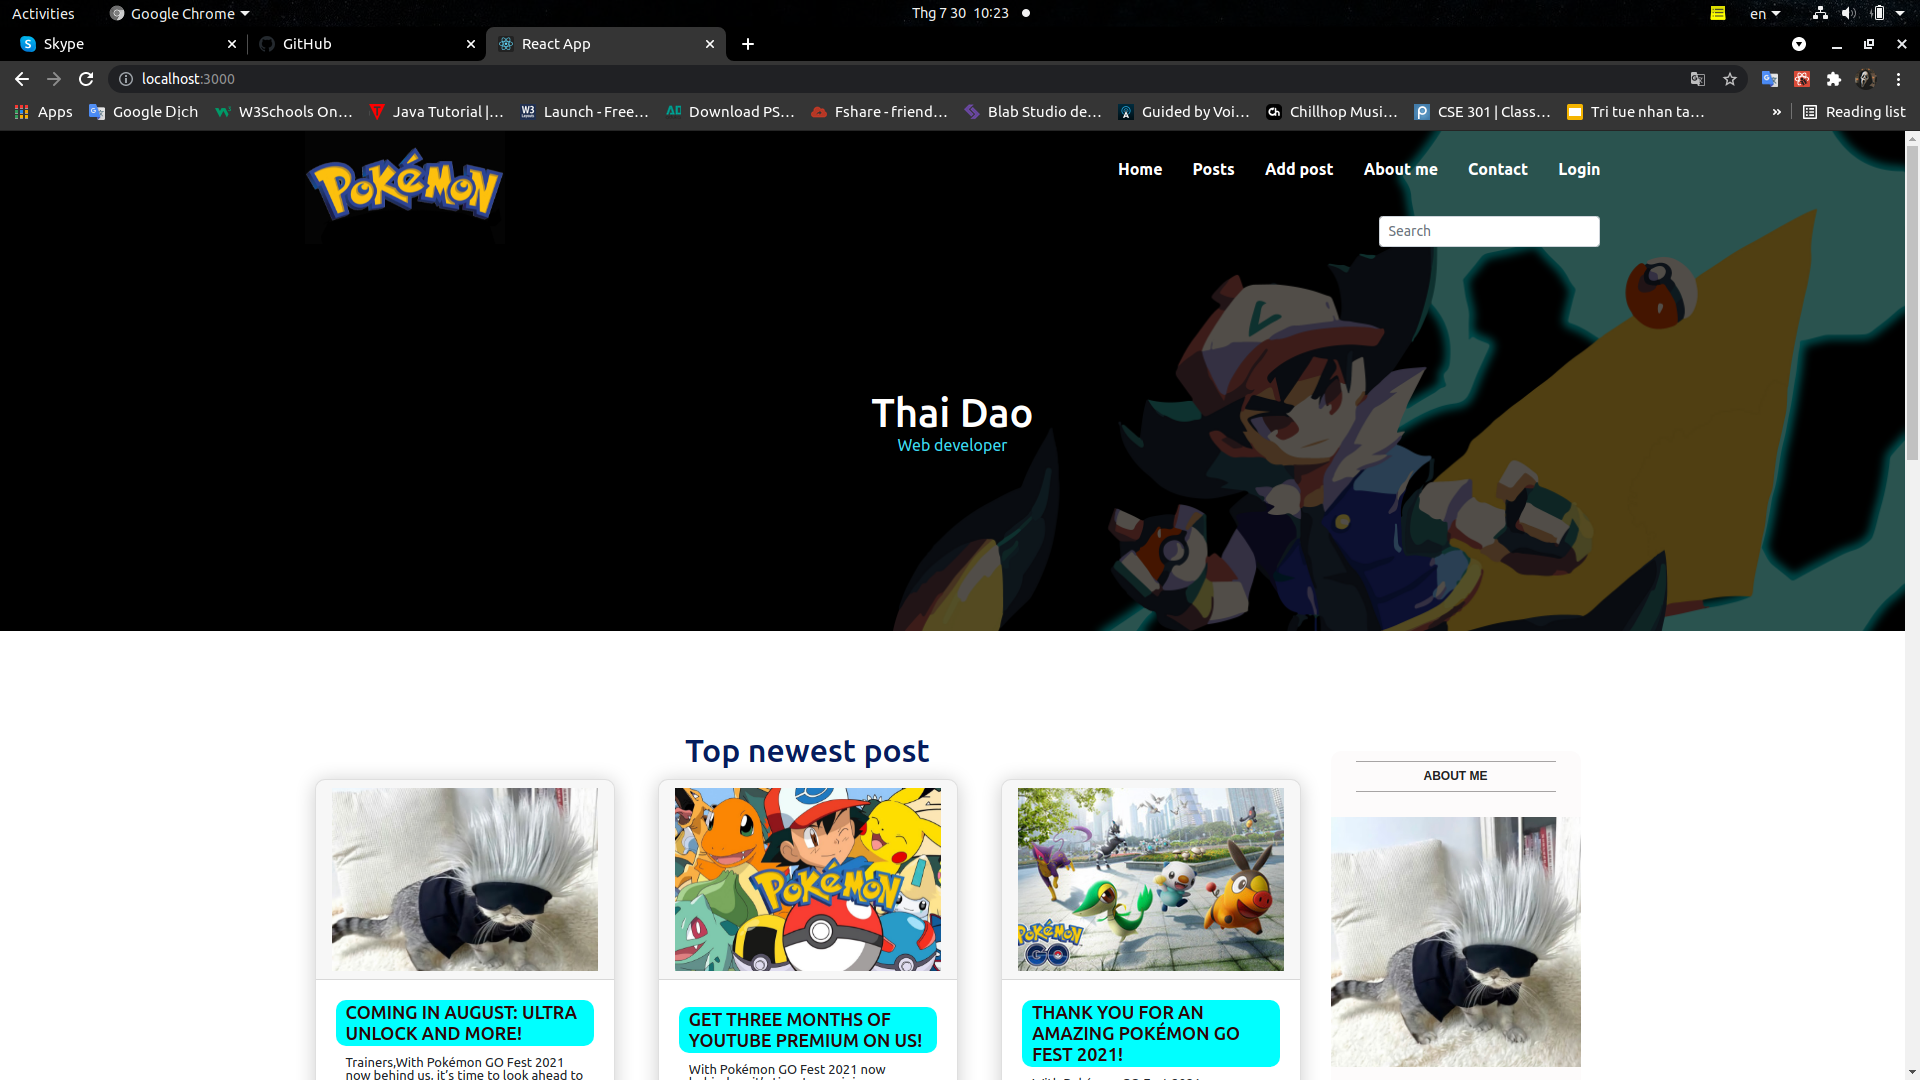 Activities
Google Chrome
Thg 7 30 10:23
en
Skype
GitHub
React App
localhost:3000
Apps
Google Dịch
W3Schools On…
Java Tutorial |…
Launch - Free…
Download PS…
Fshare - friend…
Blab Studio de…
Guided by Voi…
Chillhop Musi…
CSE 301 | Class…
Tri tue nhan ta…
»
Reading list
POKÉMON
Home
Posts
Add post
About me
Contact
Login
Search
Thai Dao
Web developer
Top newest post
ABOUT ME
POKÉMON
POKÉMON
GO
COMING IN AUGUST: ULTRA
UNLOCK AND MORE!
Trainers,With Pokémon GO Fest 2021
now behind us, it's time to look ahead to
GET THREE MONTHS OF
YOUTUBE PREMIUM ON US!
With Pokémon GO Fest 2021 now
THANK YOU FOR AN
AMAZING POKÉMON GO
FEST 2021!